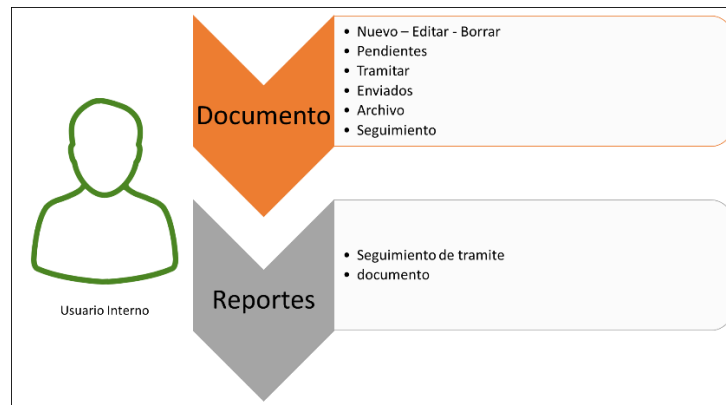 Documento
• Nuevo – Editar - Borrar
• Pendientes
• Tramitar
• Enviados
• Archivo
• Seguimiento
Usuario Interno
Reportes
• Seguimiento de tramite
• documento